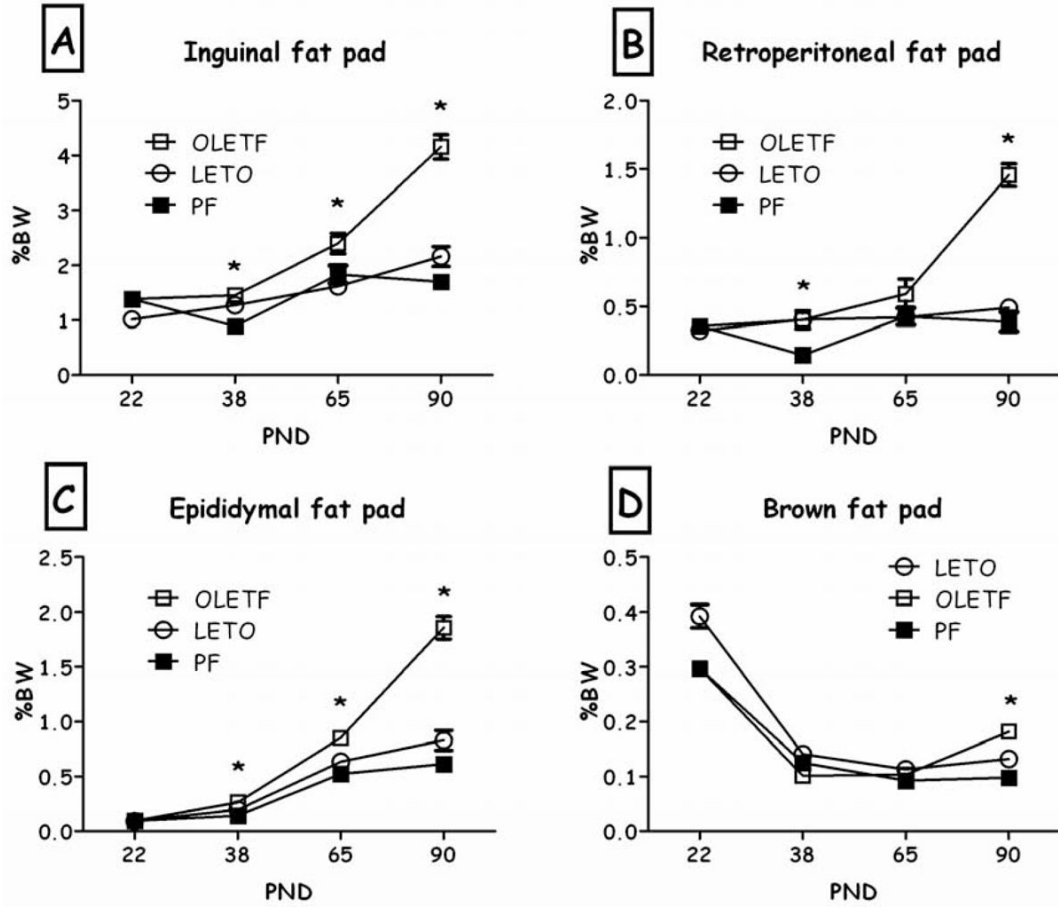 A
Inguinal fat pad
5
4
3
2
1
0
%BW
OLETF
LETO
PF
*
*
*
22 38 65 90
PND
B
Retroperitoneal fat pad
2.0
1.5
1.0
0.5
0.0
%BW
OLETF
LETO
PF
*
*
22 38 65 90
PND
C
Epididymal fat pad
2.5
2.0
1.5
1.0
0.5
0.0
%BW
OLETF
LETO
PF
*
*
*
22 38 65 90
PND
D
Brown fat pad
0.5
0.4
0.3
0.2
0.1
0.0
%BW
LETO
OLETF
PF
*
22 38 65 90
PND